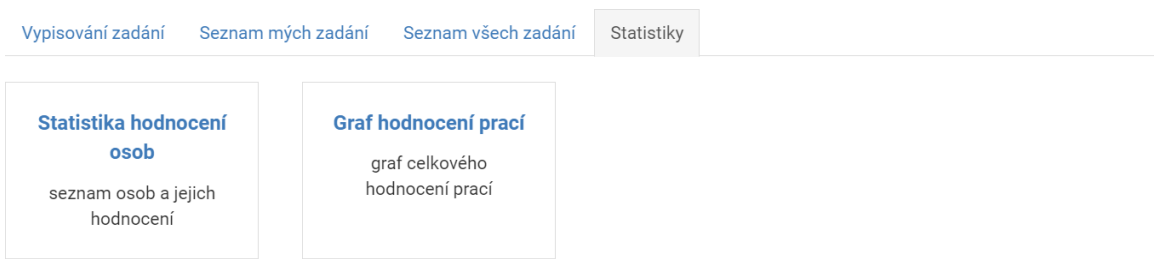 Vypisování zadání Seznam mých zadání Seznam všech zadání Statistiky
Statistika hodnocení
osob
seznam osob a jejich
hodnocení
Graf hodnocení prací
graf celkového
hodnocení prací